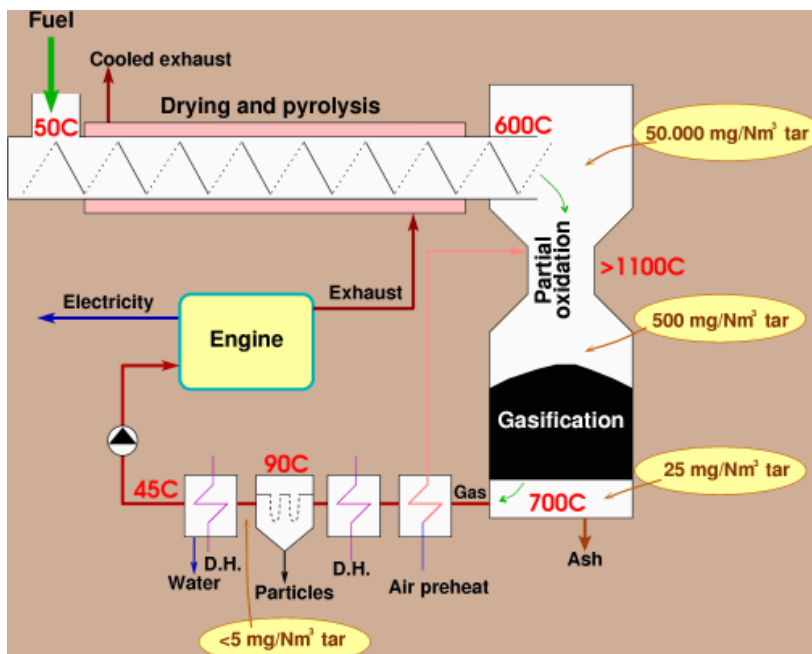 Fuel
Cooled exhaust
Drying and pyrolysis
50C
600C
50.000 mg/Nm³ tar
Partial
oxidation
>1100C
Electricity
Exhaust
Engine
500 mg/Nm³ tar
Gasification
45C
90C
Gas
700C
25 mg/Nm³ tar
Water
D.H.
Particles
D.H.
Air preheat
Ash
<5 mg/Nm³ tar